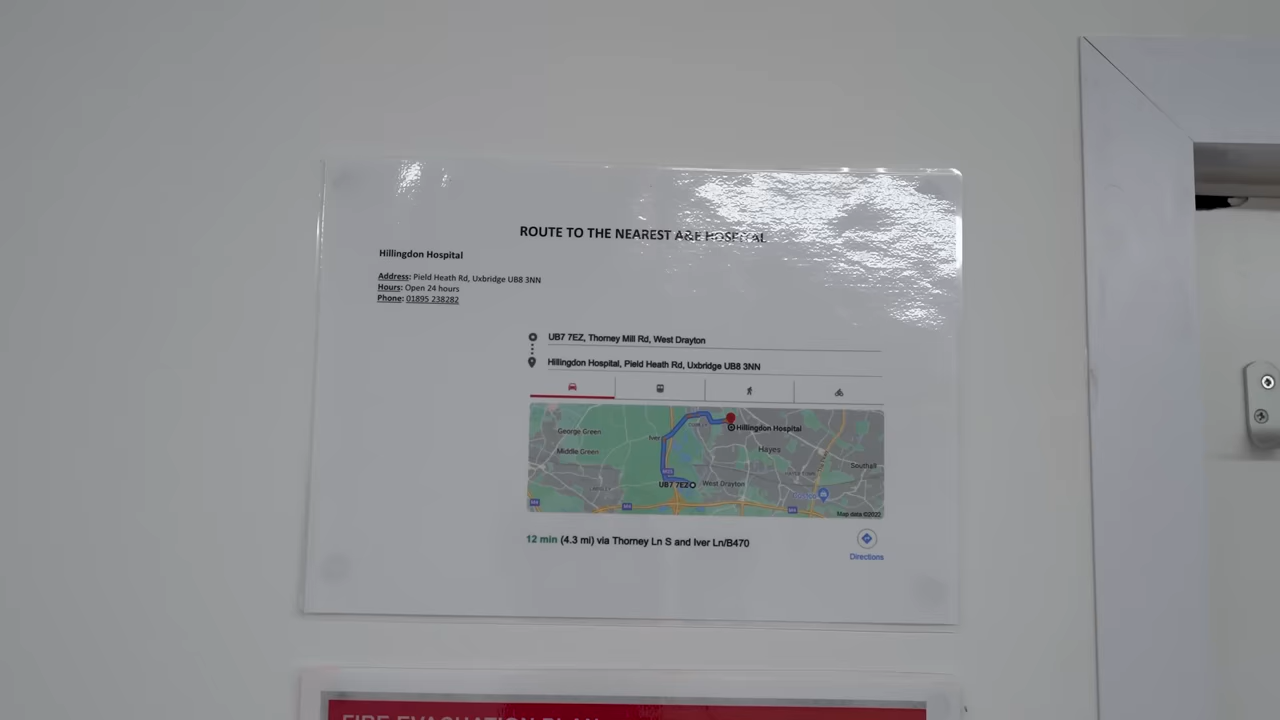 ROUTE TO THE NEAREST A&E HOSPITAL
Hillingdon Hospital
Address: Pield Heath Rd, Uxbridge UB8 3NN
Hours: Open 24 hours
Phone: 01895 238282
UB7 7EZ, Thorney Mill Rd, West Drayton
Hillingdon Hospital, Pield Heath Rd, Uxbridge UB8 3NN
Hillingdon Hospital
George Green
Iver
Middle Green
Hayes
Southall
UB7 7EZ
West Drayton
Map data ©2022
12 min (4.3 mi) via Thorney Ln S and Iver Ln/B470
Directions
FIRE EVACUATION PLAN